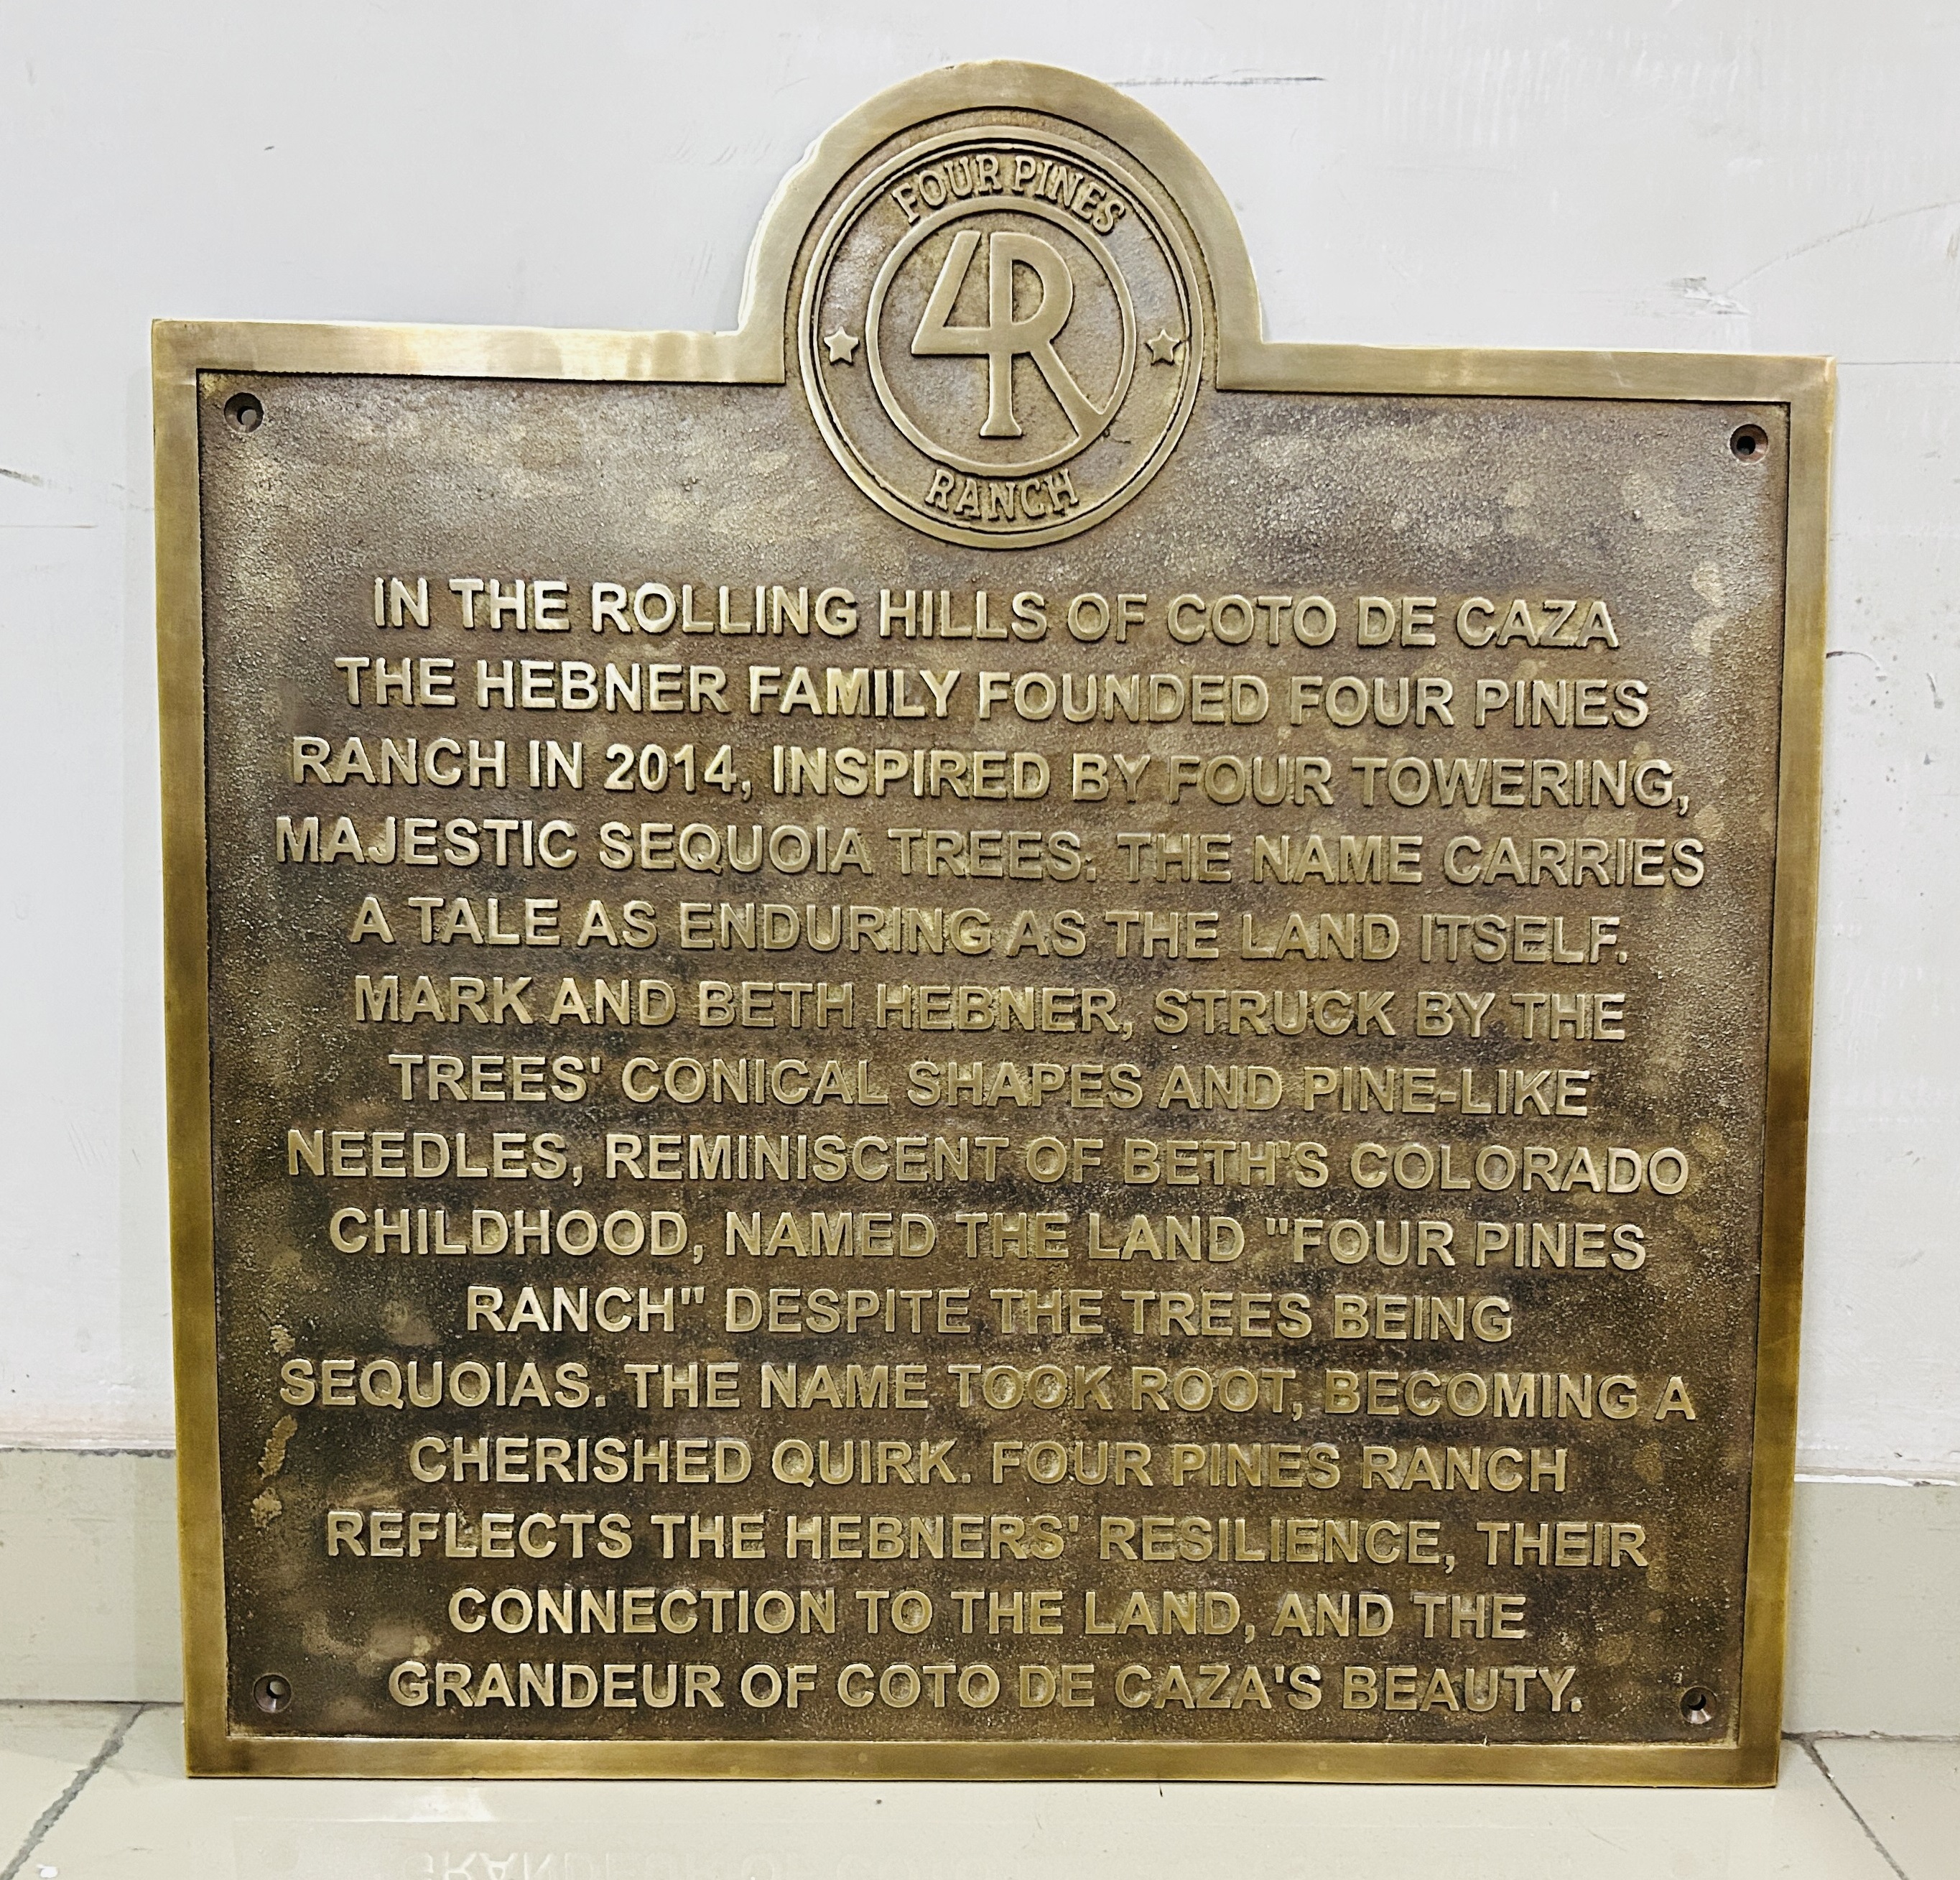 FOUR PINES
4R
RANCH
IN THE ROLLING HILLS OF COTO DE CAZA
THE HEBNER FAMILY FOUNDED FOUR PINES
RANCH IN 2014, INSPIRED BY FOUR TOWERING,
MAJESTIC SEQUOIA TREES. THE NAME CARRIES
A TALE AS ENDURING AS THE LAND ITSELF.
MARK AND BETH HEBNER, STRUCK BY THE
TREES' CONICAL SHAPES AND PINE-LIKE
NEEDLES, REMINISCENT OF BETH'S COLORADO
CHILDHOOD, NAMED THE LAND "FOUR PINES
RANCH" DESPITE THE TREES BEING
SEQUOIAS. THE NAME TOOK ROOT, BECOMING A
CHERISHED QUIRK. FOUR PINES RANCH
REFLECTS THE HEBNERS' RESILIENCE, THEIR
CONNECTION TO THE LAND, AND THE
GRANDEUR OF COTO DE CAZA'S BEAUTY.